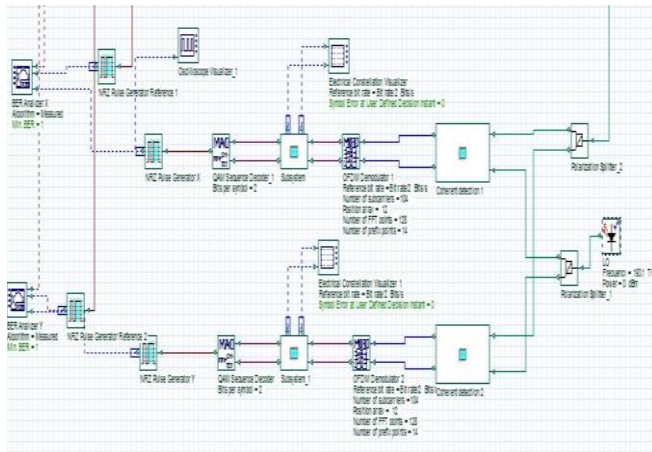 Oscilloscope Visualizer_1
Electrical Constellation Visualizer
Reference bit rate = Bit rate/2 Bits/s
Symbol Error at User Defined Decision Instant = 0
NRZ Pulse Generator Reference 1
BER Analizer X
Algorithm = Measured
Min. BER = 1
NRZ Pulse Generator X
QAM Sequence Decoder_1
Bits per symbol = 2
Subsystem
OFDM Demodulator 1
Reference bit rate = Bit rate/2 Bits/s
Number of subcarriers = 104
Position array = 12
Number of FFT points = 128
Number of prefix points = 14
Coherent detection 1
Polarization Splitter_2
LO
Frequency = 193.1 T
Power = 0 dBm
Polarization Splitter_1
Electrical Constellation Visualizer 1
Reference bit rate = Bit rate/2 Bits/s
Symbol Error at User Defined Decision Instant = 0
BER Analizer Y
Algorithm = Measured
Min. BER = 1
NRZ Pulse Generator Reference 2
NRZ Pulse Generator Y
QAM Sequence Decoder
Bits per symbol = 2
Subsystem_1
OFDM Demodulator 2
Reference bit rate = Bit rate/2 Bits/s
Number of subcarriers = 104
Position array = 12
Number of FFT points = 128
Number of prefix points = 14
Coherent detection 2